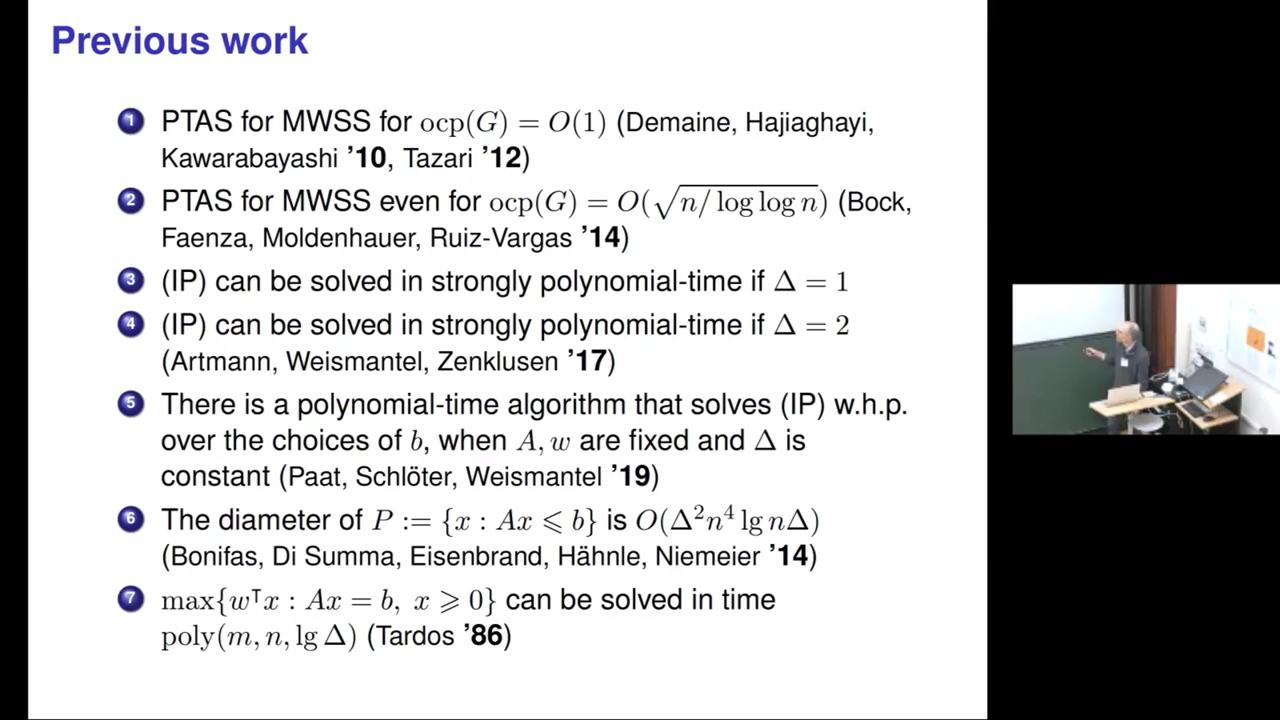 Previous work
1 PTAS for MWSS for ocp(G) = O(1) (Demaine, Hajiaghayi,
Kawarabayashi '10, Tazari '12)
2 PTAS for MWSS even for ocp(G) = O(√(n/ log log n)) (Bock,
Faenza, Moldenhauer, Ruiz-Vargas '14)
3 (IP) can be solved in strongly polynomial-time if Δ = 1
4 (IP) can be solved in strongly polynomial-time if Δ = 2
(Artmann, Weismantel, Zenklusen '17)
5 There is a polynomial-time algorithm that solves (IP) w.h.p.
over the choices of b, when A, w are fixed and Δ is
constant (Paat, Schlöter, Weismantel '19)
6 The diameter of P := {x : Ax ⩽ b} is O(Δ²n⁴ lg nΔ)
(Bonifas, Di Summa, Eisenbrand, Hähnle, Niemeier '14)
7 max{w⊺x : Ax = b, x ⩾ 0} can be solved in time
poly(m, n, lg Δ) (Tardos '86)